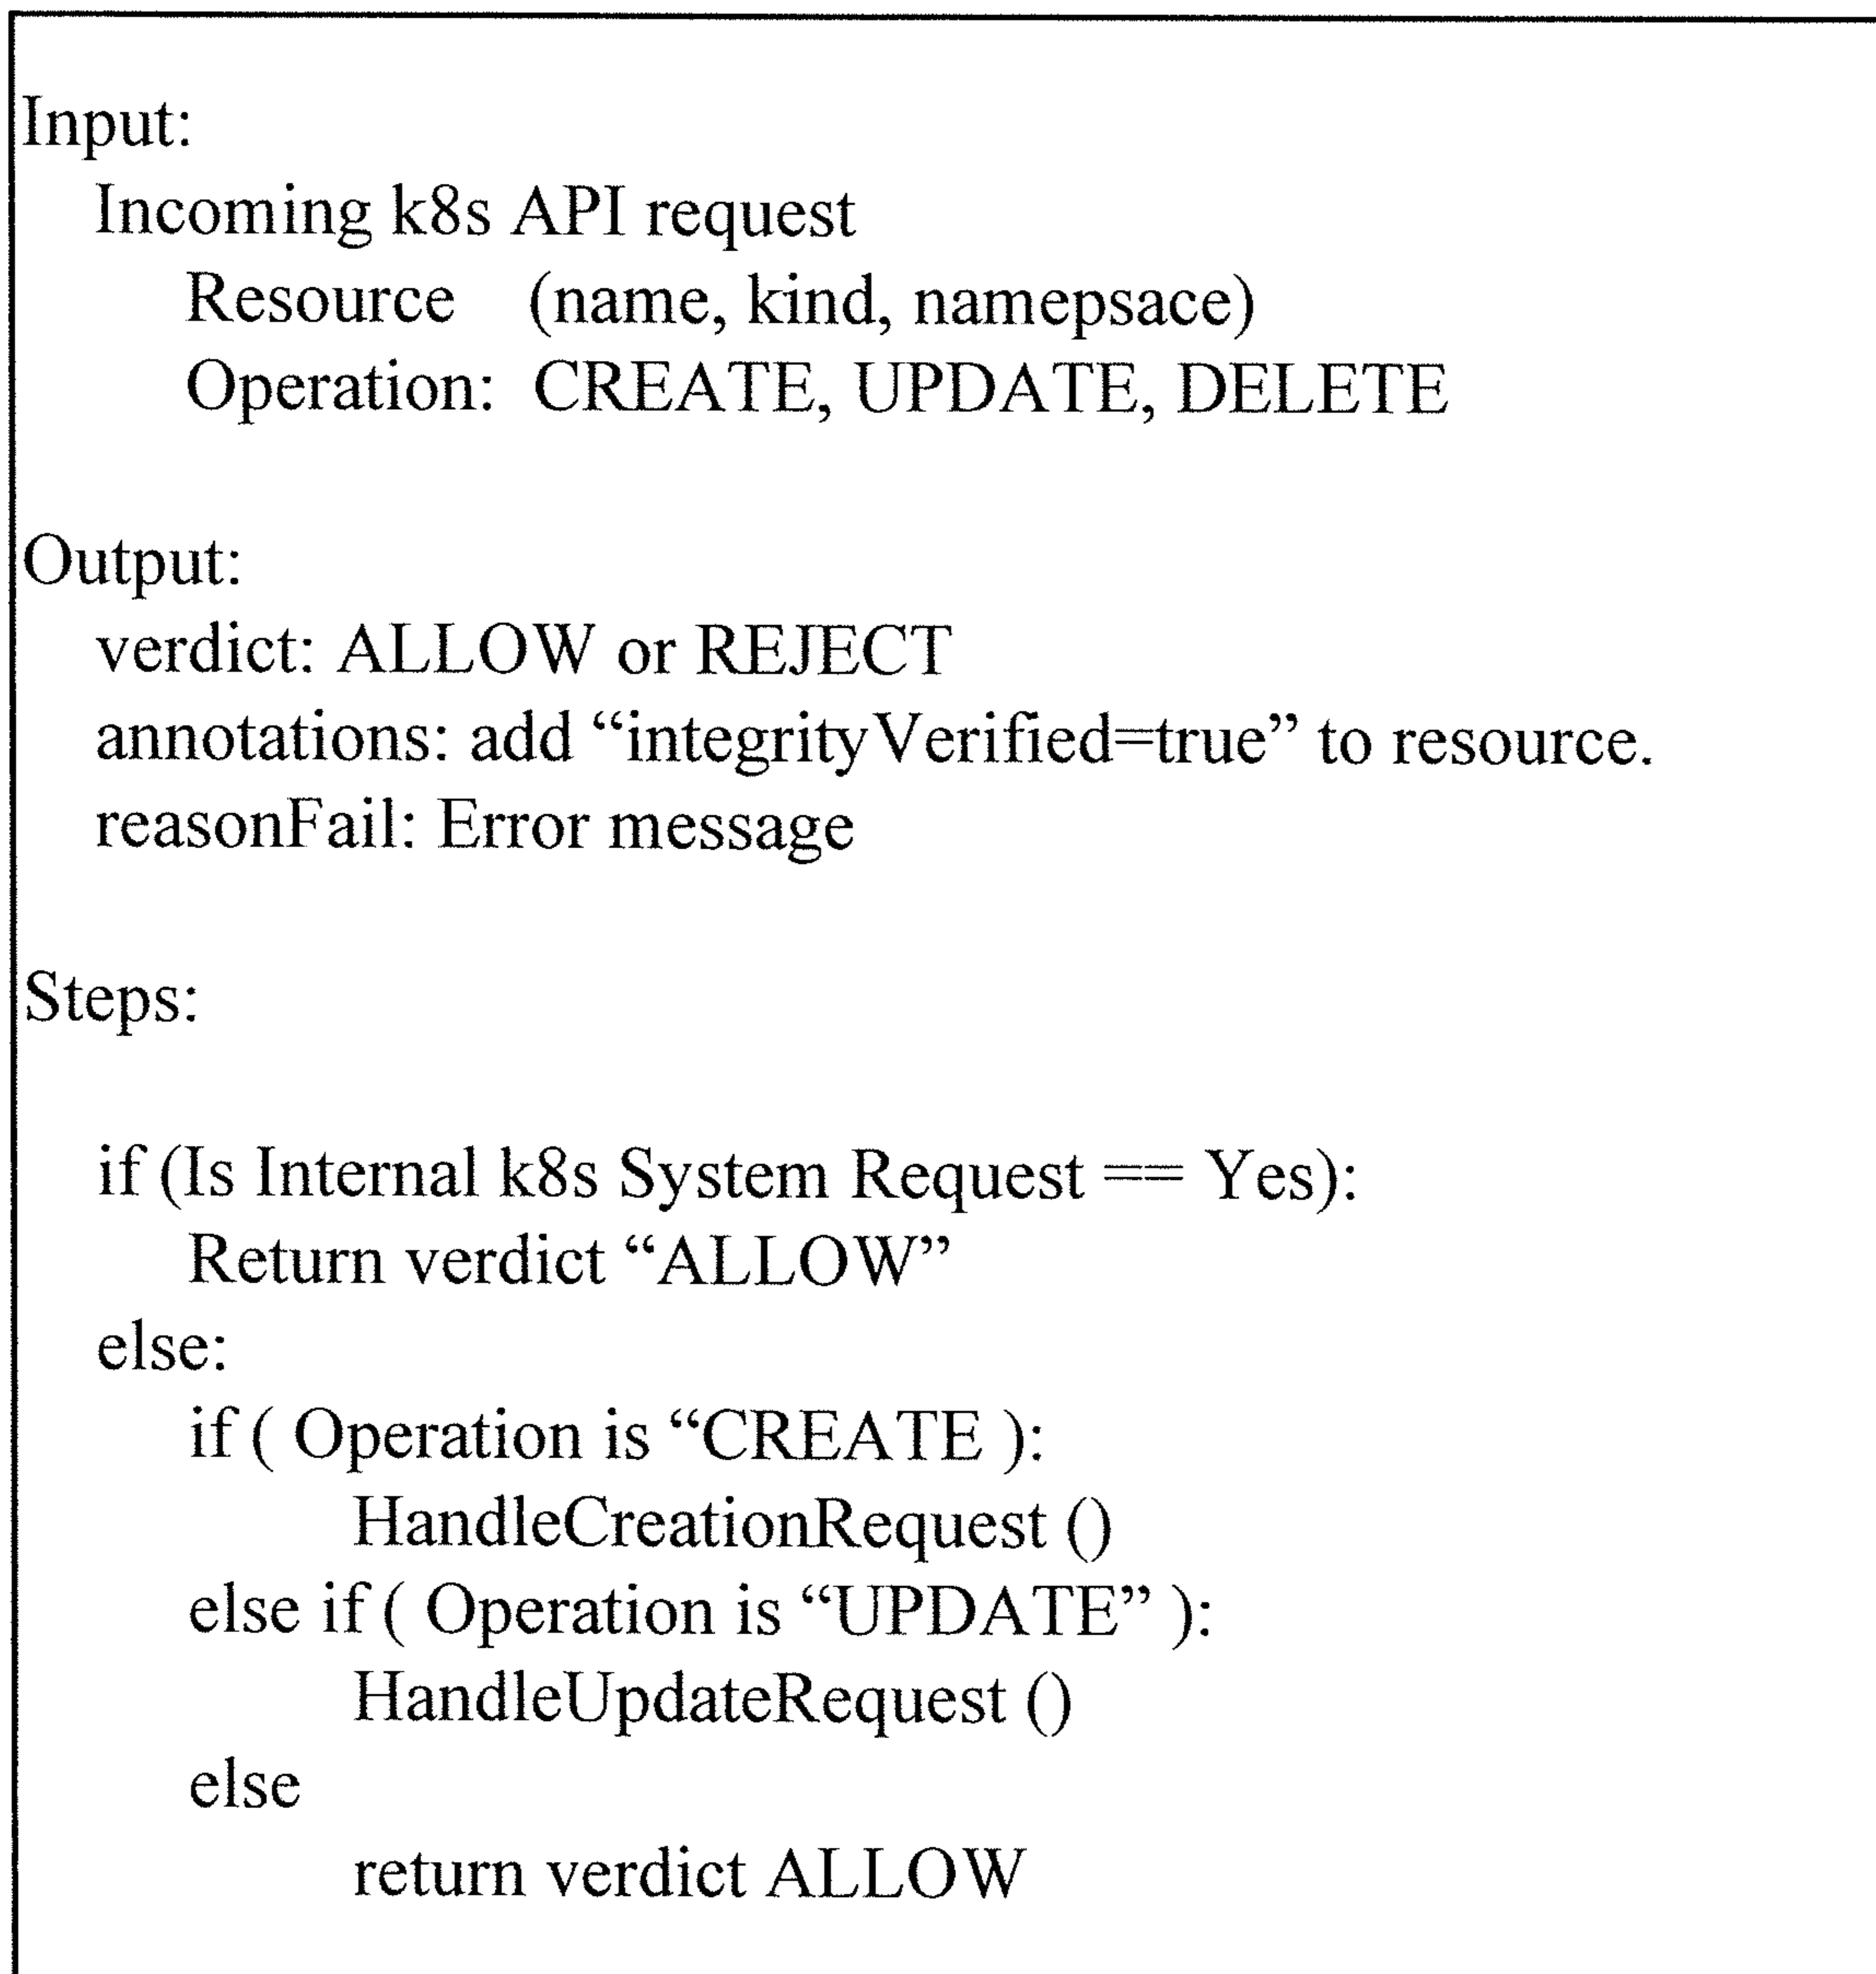 Input:
Incoming k8s API request
Resource (name, kind, namepsace)
Operation: CREATE, UPDATE, DELETE
Output:
verdict: ALLOW or REJECT
annotations: add “integrityVerified=true” to resource.
reasonFail: Error message
Steps:
if (Is Internal k8s System Request == Yes):
Return verdict “ALLOW”
else:
if ( Operation is “CREATE ):
HandleCreationRequest ()
else if ( Operation is “UPDATE” ):
HandleUpdateRequest ()
else
return verdict ALLOW